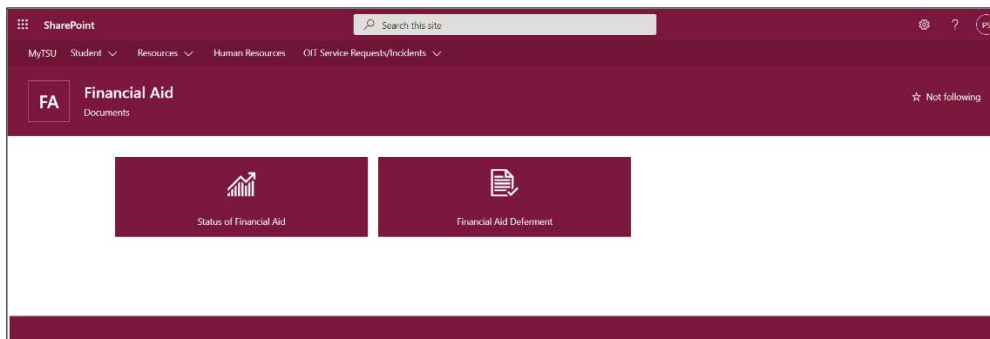 SharePoint
Search this site
?
PS
MyTSU Student Resources Human Resources OIT Service Requests/Incidents
FA
Financial Aid
Documents
Not following
Status of Financial Aid
Financial Aid Deferment